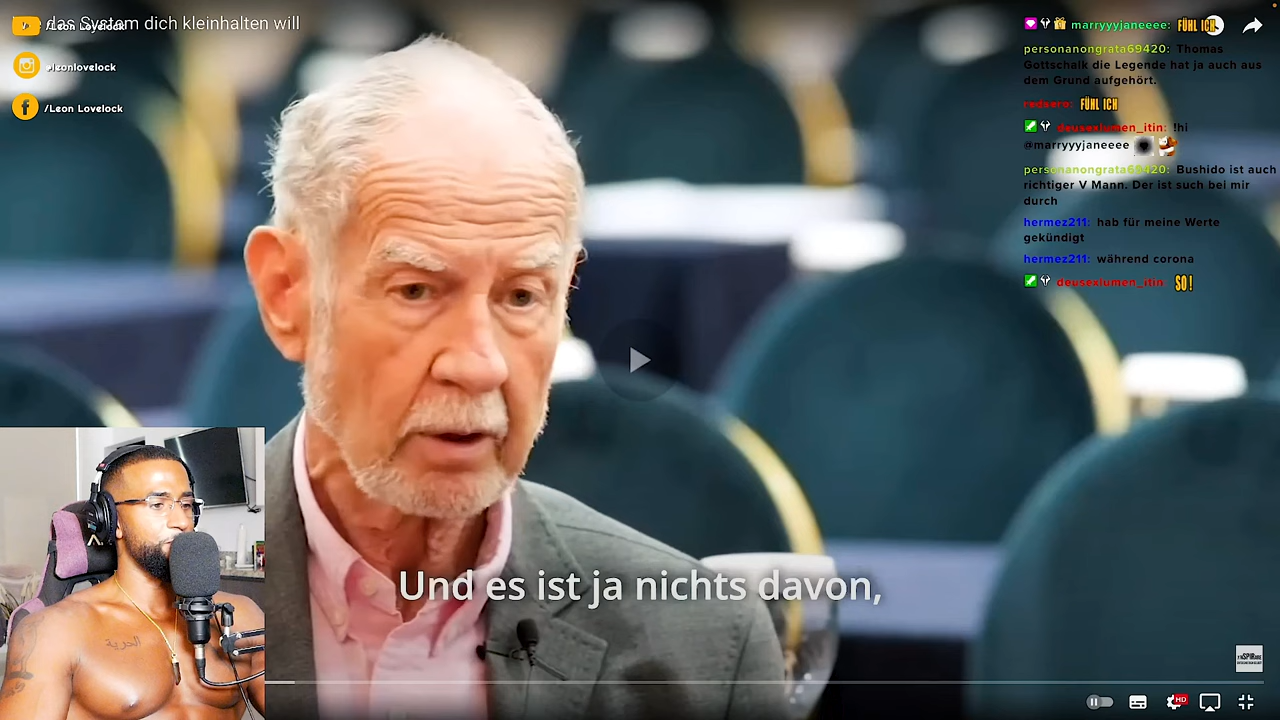 das System dich kleinhalten will
/Leon Lovelock
@leonlovelock
/Leon Lovelock
marryyyjaneeee: FÜHL ICH
personanongrata69420: Thomas
Gottschalk die Legende hat ja auch aus
dem Grund aufgehört.
redsero: FÜHL ICH
deusexlumen_itin: !hi
@marryyyjaneeee
personanongrata69420: Bushido ist auch
richtiger V Mann. Der ist such bei mir
durch
hermez211: hab für meine Werte
gekündigt
hermez211: während corona
deusexlumen_itin SO!
Und es ist ja nichts davon,
الحرية
HD